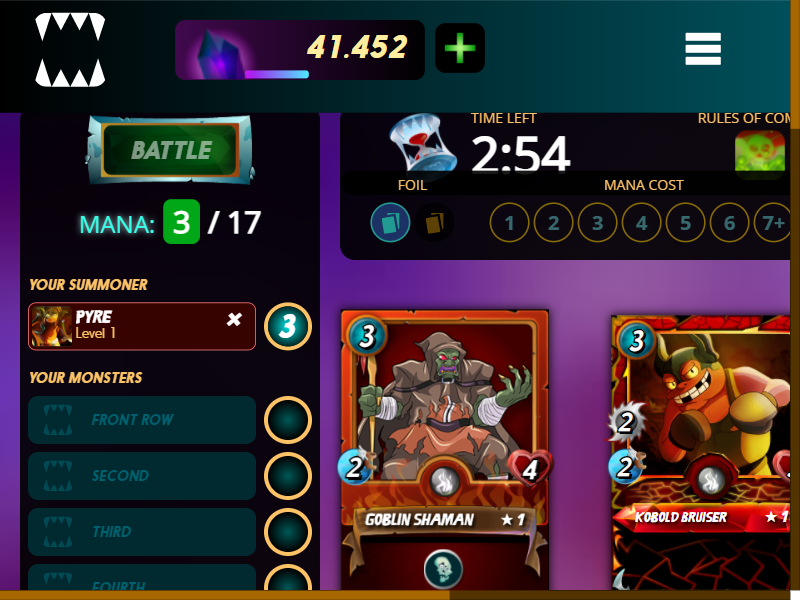 41.452
TIME LEFT
RULES OF COM
2:54
BATTLE
FOIL
MANA COST
MANA: 3 / 17
1 2 3 4 5 6 7+
YOUR SUMMONER
PYRE
Level 1
3
YOUR MONSTERS
FRONT ROW
SECOND
THIRD
FOURTH
3
2
4
GOBLIN SHAMAN ★ 1
3
2
2
KOBOLD BRUISER ★ 1